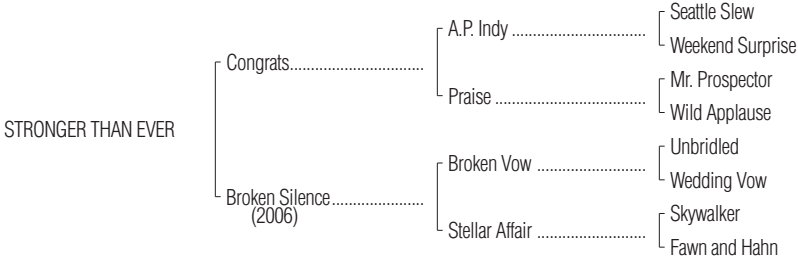 Seattle Slew
A.P. Indy ..............................
Weekend Surprise
Congrats..............................
Mr. Prospector
Praise ..................................
Wild Applause
STRONGER THAN EVER
Unbridled
Broken Vow ........................
Wedding Vow
Broken Silence.....................
(2006)
Skywalker
Stellar Affair ........................
Fawn and Hahn